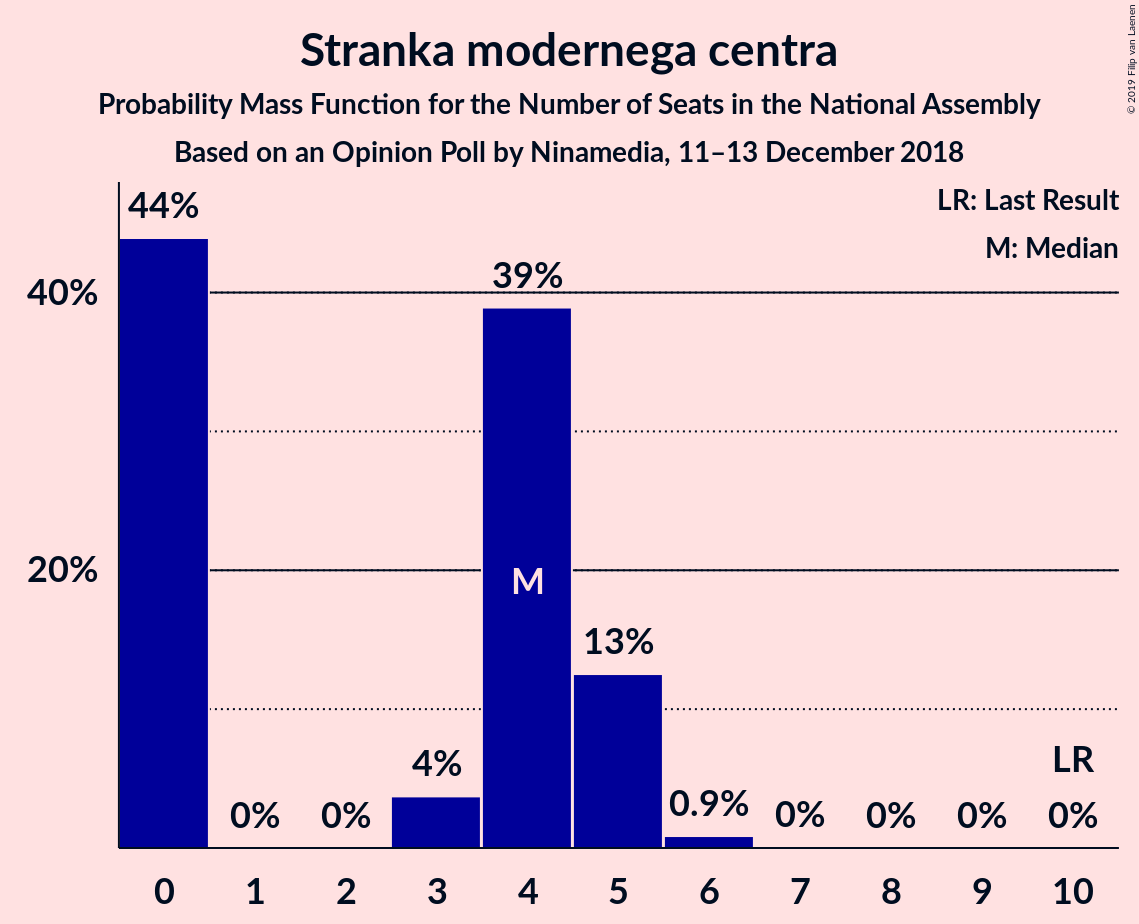 Stranka modernega centra
Probability Mass Function for the Number of Seats in the National Assembly
Based on an Opinion Poll by Ninamedia, 11–13 December 2018
© 2019 Filip van Laenen
LR: Last Result
M: Median
44%
39%
40%
20%
M
13%
4%
0.9%
LR
0%
0%
0%
0%
0%
0%
0 1 2 3 4 5 6 7 8 9 10